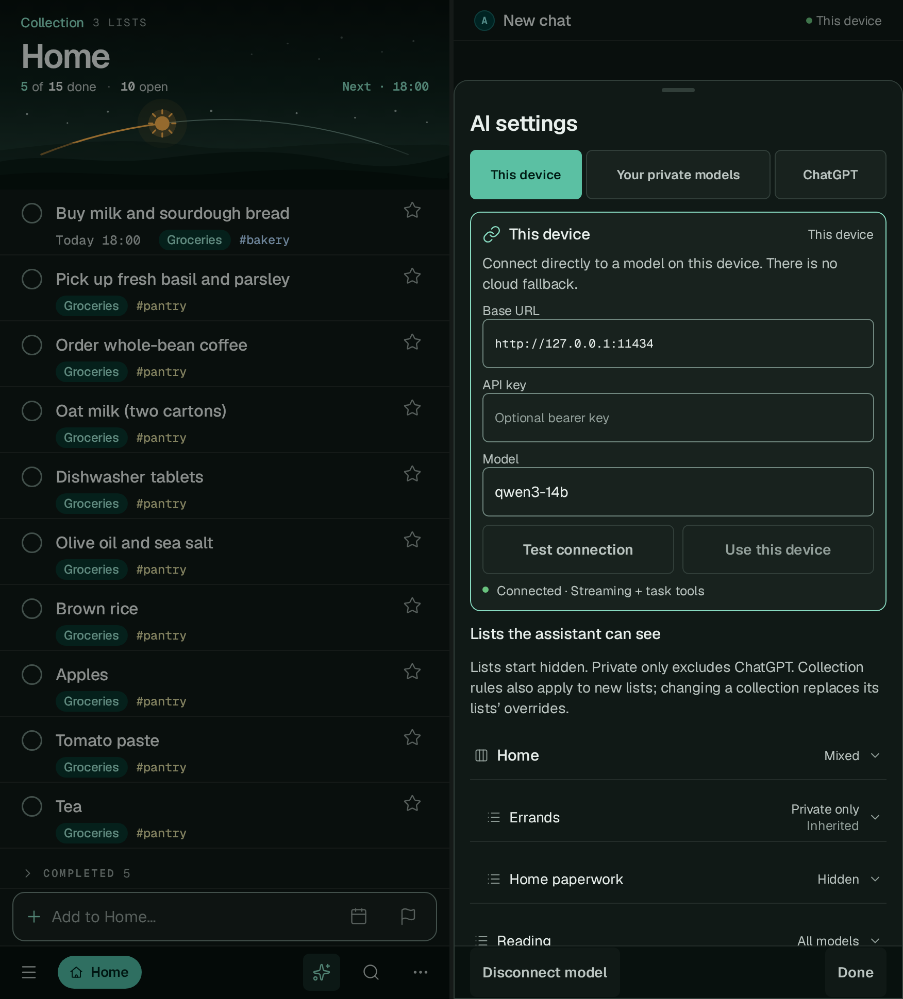 Collection 3 LISTS
Home
5 of 15 done · 10 open
Next · 18:00
Buy milk and sourdough bread
Today 18:00 Groceries #bakery
Pick up fresh basil and parsley
Groceries #pantry
Order whole-bean coffee
Groceries #pantry
Oat milk (two cartons)
Groceries #pantry
Dishwasher tablets
Groceries #pantry
Olive oil and sea salt
Groceries #pantry
Brown rice
Groceries #pantry
Apples
Groceries #pantry
Tomato paste
Groceries #pantry
Tea
Groceries #pantry
COMPLETED 5
Add to Home...
Home
A New chat
This device
AI settings
This device
Your private models
ChatGPT
This device
This device
Connect directly to a model on this device. There is no
cloud fallback.
Base URL
http://127.0.0.1:11434
API key
Optional bearer key
Model
qwen3-14b
Test connection
Use this device
Connected · Streaming + task tools
Lists the assistant can see
Lists start hidden. Private only excludes ChatGPT. Collection
rules also apply to new lists; changing a collection replaces its
lists’ overrides.
Home
Mixed
Errands
Private only
Inherited
Home paperwork
Hidden
Reading
All models
Disconnect model
Done